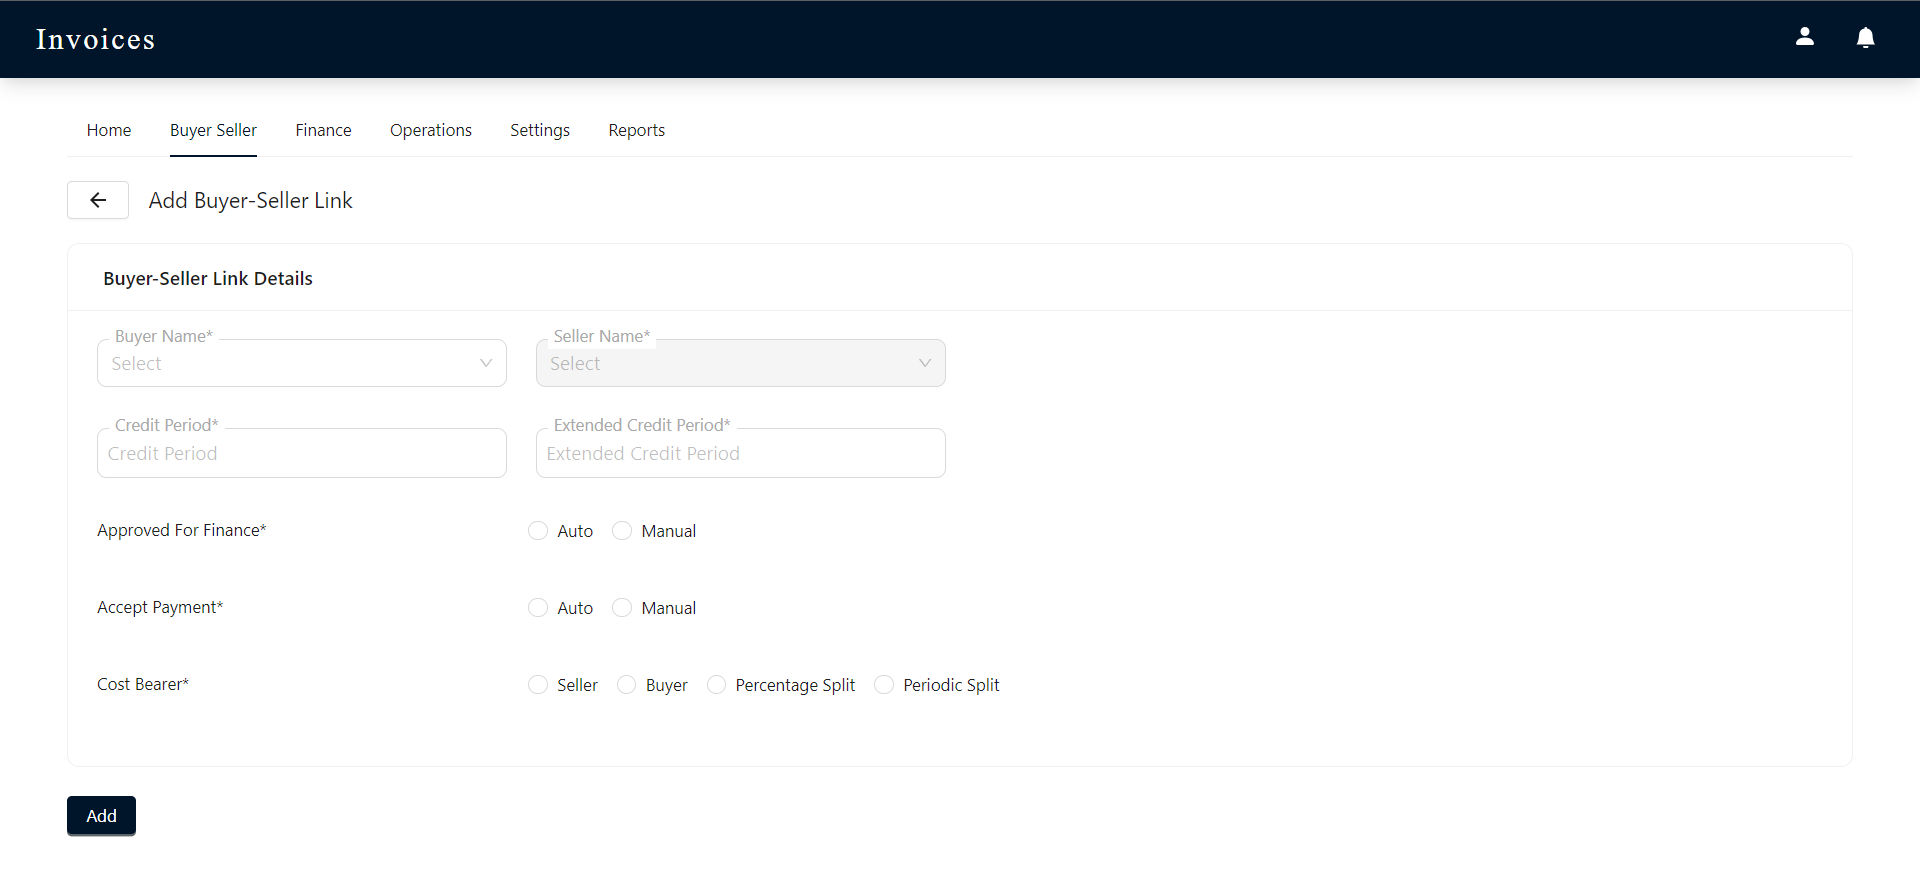 Invoices
Home Buyer Seller Finance Operations Settings Reports
Add Buyer-Seller Link
Buyer-Seller Link Details
Buyer Name* Seller Name*
Select Select
Credit Period* Extended Credit Period*
Credit Period Extended Credit Period
Approved For Finance* Auto Manual
Accept Payment* Auto Manual
Cost Bearer* Seller Buyer Percentage Split Periodic Split
Add